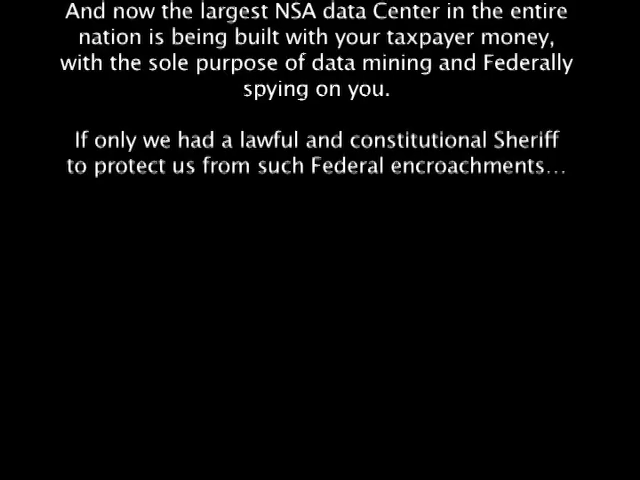 And now the largest NSA data Center in the entire
nation is being built with your taxpayer money,
with the sole purpose of data mining and Federally
spying on you.
If only we had a lawful and constitutional Sheriff
to protect us from such Federal encroachments...